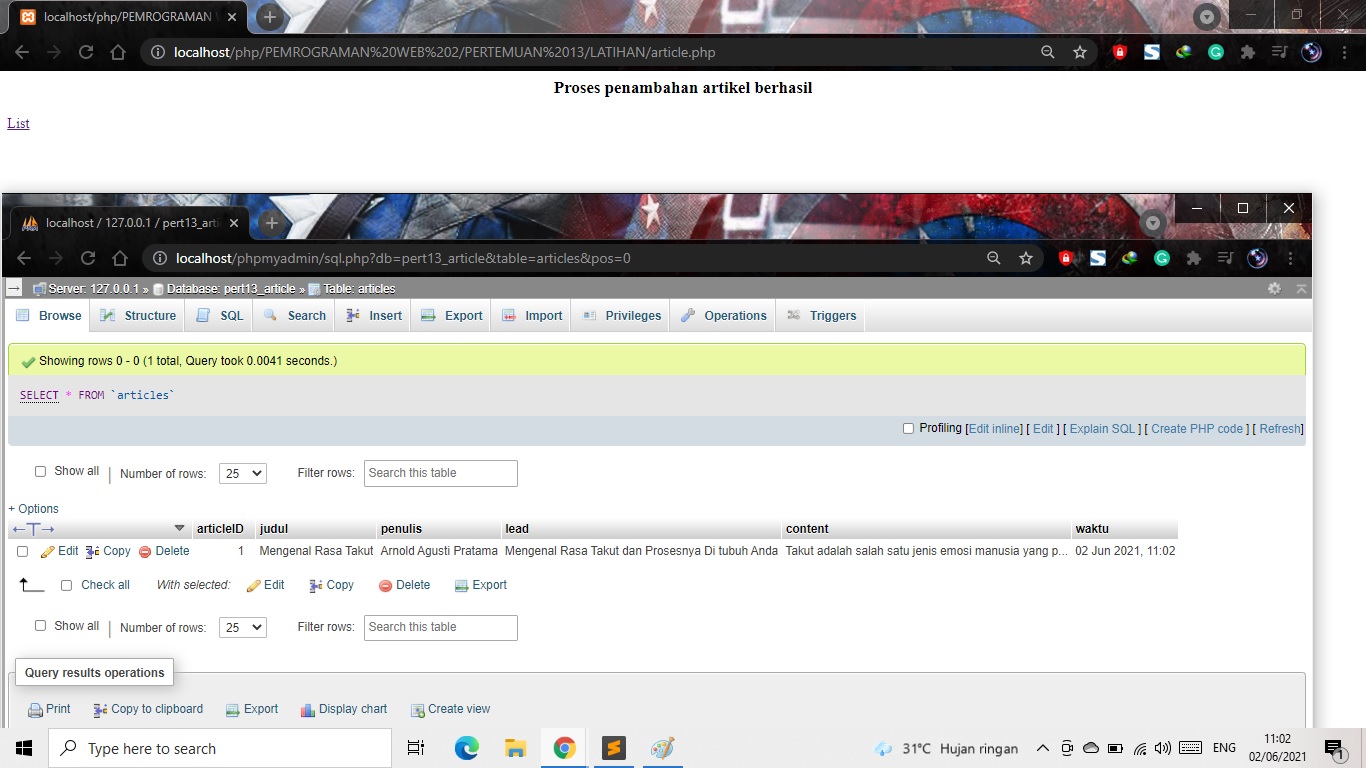 localhost/php/PEMROGRAMAN
localhost/php/PEMROGRAMAN%20WEB%202/PERTEMUAN%2013/LATIHAN/article.php
Proses penambahan artikel berhasil
List
localhost / 127.0.0.1 / pert13_arti
localhost/phpmyadmin/sql.php?db=pert13_article&table=articles&pos=0
Server: 127.0.0.1 » Database: pert13_article » Table: articles
Browse Structure SQL Search Insert Export Import Privileges Operations Triggers
Showing rows 0 - 0 (1 total, Query took 0.0041 seconds.)
SELECT * FROM `articles`
Profiling [Edit inline] [ Edit ] [ Explain SQL ] [ Create PHP code ] [ Refresh]
Show all | Number of rows: 25 Filter rows: Search this table
+ Options
←T→ articleID judul penulis lead content waktu
Edit Copy Delete 1 Mengenal Rasa Takut Arnold Agusti Pratama Mengenal Rasa Takut dan Prosesnya Di tubuh Anda Takut adalah salah satu jenis emosi manusia yang p... 02 Jun 2021, 11:02
Check all With selected: Edit Copy Delete Export
Show all | Number of rows: 25 Filter rows: Search this table
Query results operations
Print Copy to clipboard Export Display chart Create view
Type here to search 31°C Hujan ringan ENG 11:02
02/06/2021 1